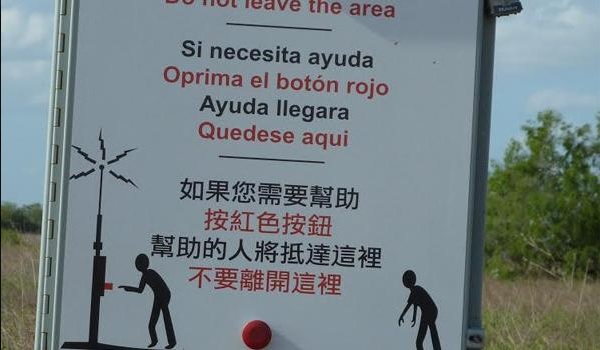 Do not leave the area
Si necesita ayuda
Oprima el botón rojo
Ayuda llegara
Quedese aqui
如果您需要幫助
按紅色按鈕
幫助的人將抵達這裡
不要離開這裡